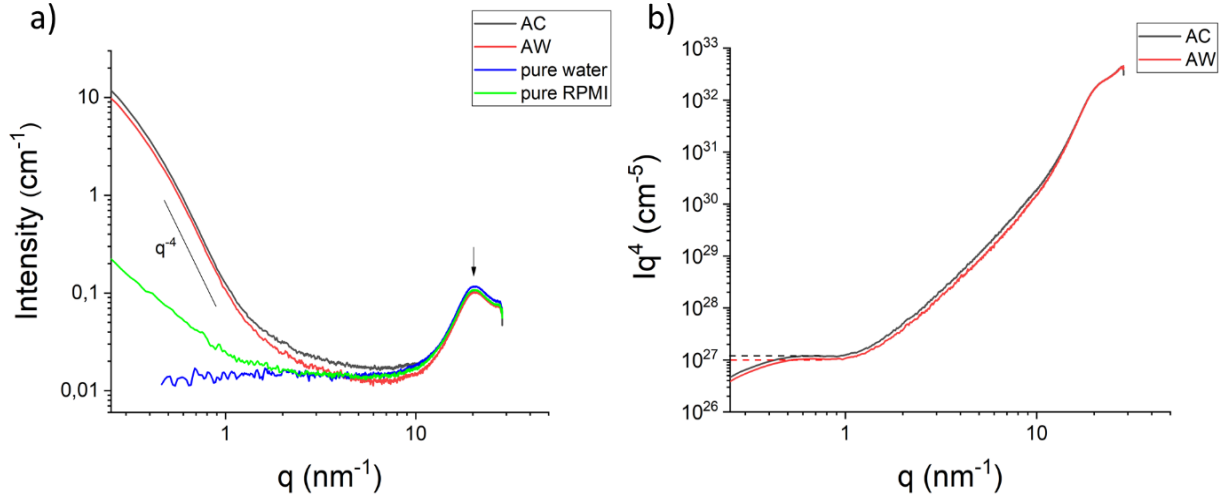 a)
AC
AW
pure water
pure RPMI
Intensity (cm⁻¹)
10
1
0,1
0,01
q⁻⁴
1
10
q (nm⁻¹)
b)
AC
AW
Iq⁴ (cm⁻⁵)
10³³
10³²
10³¹
10³⁰
10²⁹
10²⁸
10²⁷
10²⁶
1
10
q (nm⁻¹)